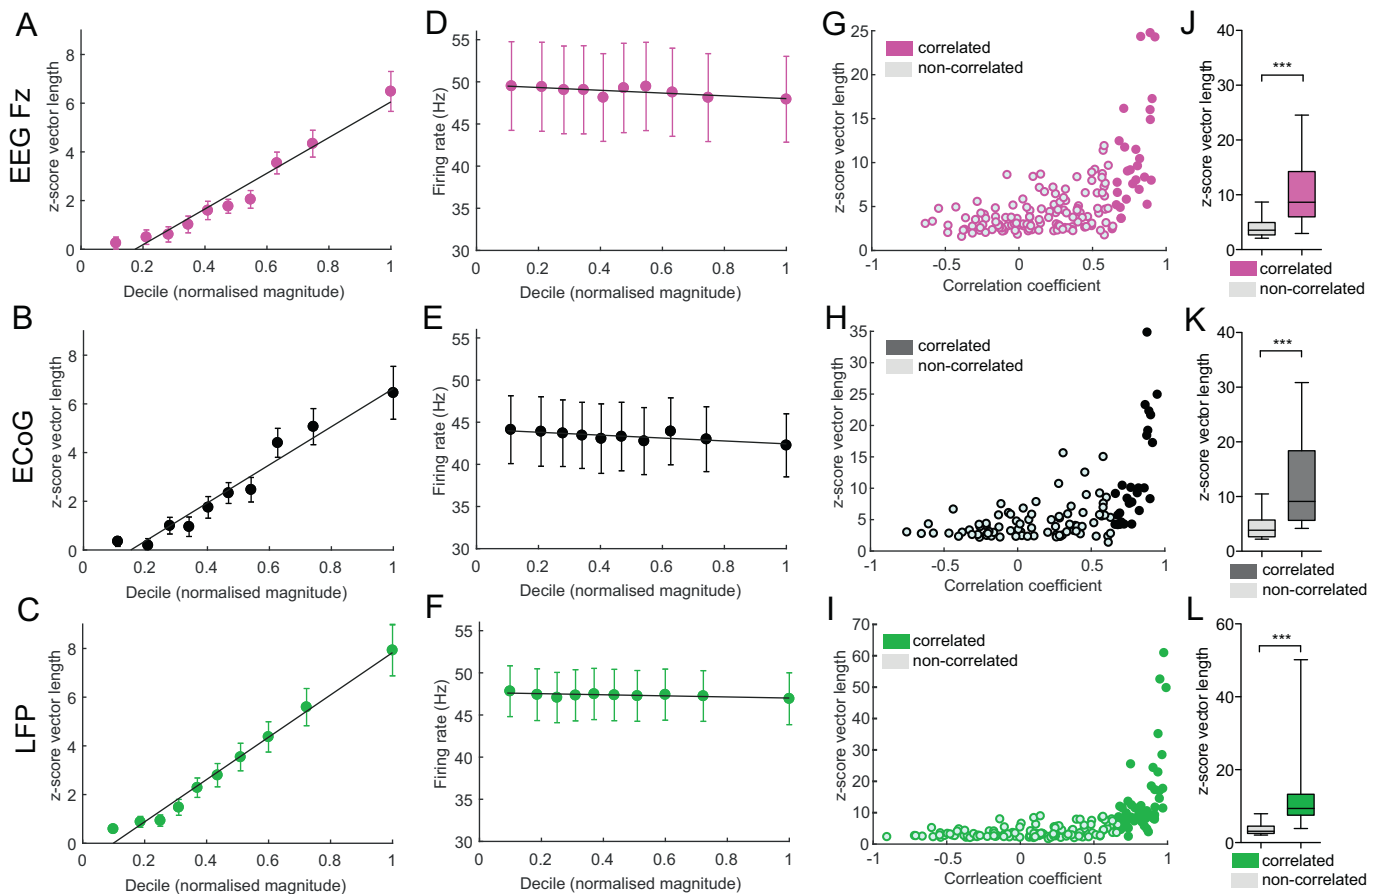 A
EEG Fz
z-score vector length
8
6
4
2
0
0 0.2 0.4 0.6 0.8 1
Decile (normalised magnitude)
D
Firing rate (Hz)
55
50
45
40
35
30
0 0.2 0.4 0.6 0.8 1
Decile (normalised magnitude)
G
z-score vector length
25
20
15
10
5
0
-1 -0.5 0 0.5 1
Correlation coefficient
correlated
non-correlated
J
z-score vector length
40
30
20
10
0
***
correlated
non-correlated
B
ECoG
z-score vector length
8
6
4
2
0
0 0.2 0.4 0.6 0.8 1
Decile (normalised magnitude)
E
Firing rate (Hz)
55
50
45
40
35
30
0 0.2 0.4 0.6 0.8 1
Decile (normalised magnitude)
H
z-score vector length
35
30
25
20
15
10
5
0
-1 -0.5 0 0.5 1
Correlation coefficient
correlated
non-correlated
K
z-score vector length
40
30
20
10
0
***
correlated
non-correlated
C
LFP
z-score vector length
8
6
4
2
0
0 0.2 0.4 0.6 0.8 1
Decile (normalised magnitude)
F
Firing rate (Hz)
55
50
45
40
35
30
0 0.2 0.4 0.6 0.8 1
Decile (normalised magnitude)
I
z-score vector length
70
60
50
40
30
20
10
0
-1 -0.5 0 0.5 1
Corrleation coefficient
correlated
non-correlated
L
z-score vector length
60
40
20
0
***
correlated
non-correlated